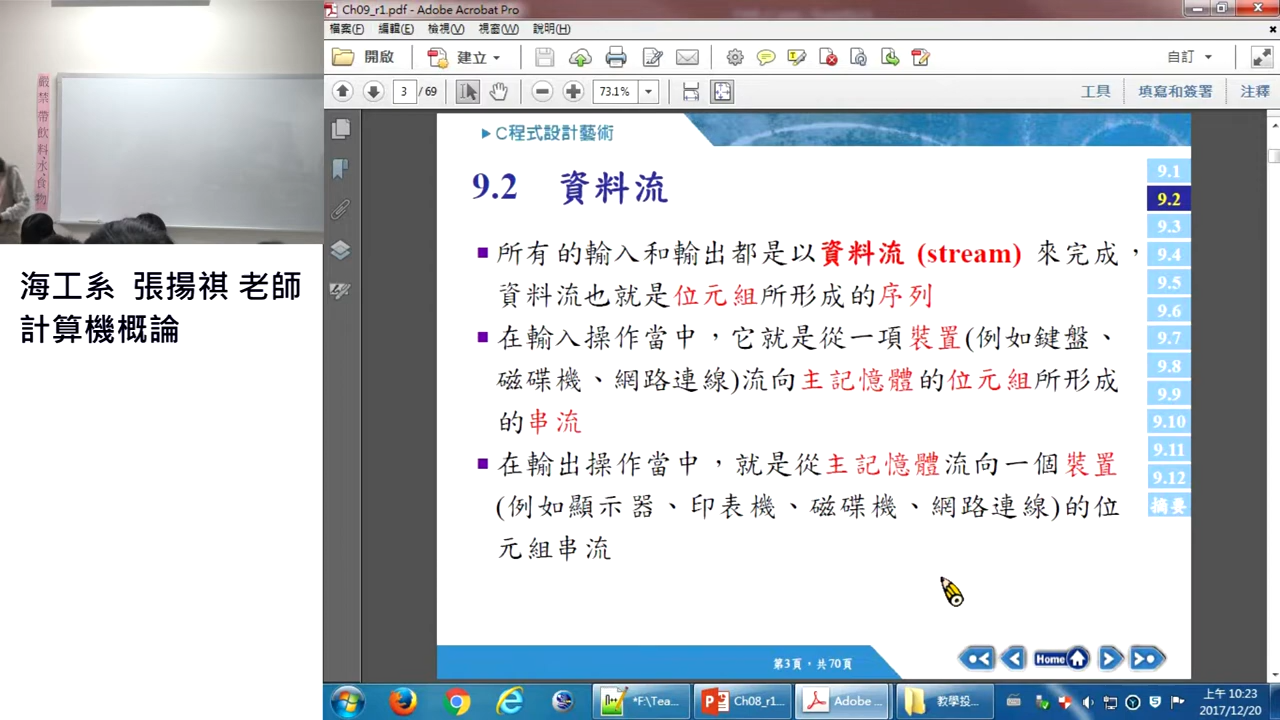 Ch09_r1.pdf - Adobe Acrobat Pro
檔案(F) 編輯(E) 檢視(V) 視窗(W) 說明(H)
開啟 建立 自訂
3 / 69 73.1% 工具 填寫和簽署 注釋
嚴禁帶飲料水食物
海工系 張揚祺 老師
計算機概論
C程式設計藝術
9.2 資料流
所有的輸入和輸出都是以資料流 (stream) 來完成，
資料流也就是位元組所形成的序列
在輸入操作當中，它就是從一項裝置(例如鍵盤、
磁碟機、網路連線)流向主記憶體的位元組所形成
的串流
在輸出操作當中，就是從主記憶體流向一個裝置
(例如顯示器、印表機、磁碟機、網路連線)的位
元組串流
9.1
9.2
9.3
9.4
9.5
9.6
9.7
9.8
9.9
9.10
9.11
9.12
摘要
第3頁，共70頁
Home
*F:\Tea... Ch08_r1... Adobe ... 教學投...
上午 10:23
2017/12/20